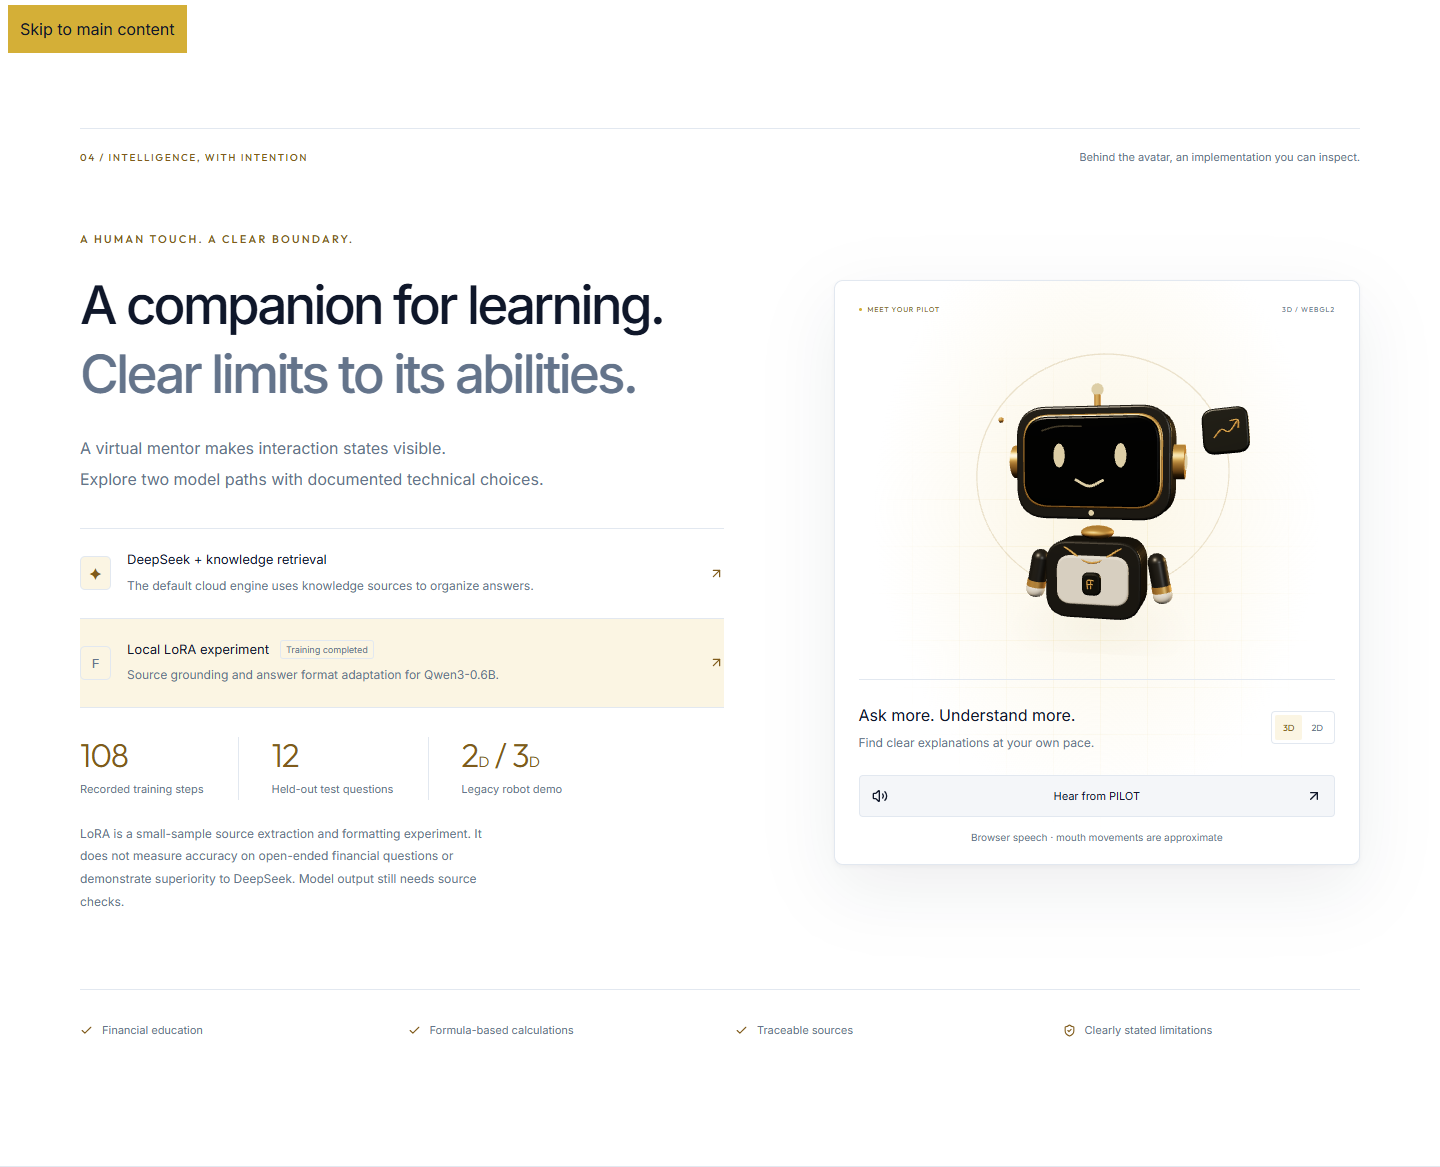 Skip to main content
04 / INTELLIGENCE, WITH INTENTION
Behind the avatar, an implementation you can inspect.
A HUMAN TOUCH. A CLEAR BOUNDARY.
A companion for learning.
Clear limits to its abilities.
A virtual mentor makes interaction states visible.
Explore two model paths with documented technical choices.
DeepSeek + knowledge retrieval
The default cloud engine uses knowledge sources to organize answers.
F
Local LoRA experiment Training completed
Source grounding and answer format adaptation for Qwen3-0.6B.
108
Recorded training steps
12
Held-out test questions
2D / 3D
Legacy robot demo
LoRA is a small-sample source extraction and formatting experiment. It
does not measure accuracy on open-ended financial questions or
demonstrate superiority to DeepSeek. Model output still needs source
checks.
MEET YOUR PILOT
3D / WEBGL2
Ask more. Understand more.
Find clear explanations at your own pace.
3D 2D
Hear from PILOT
Browser speech · mouth movements are approximate
Financial education
Formula-based calculations
Traceable sources
Clearly stated limitations